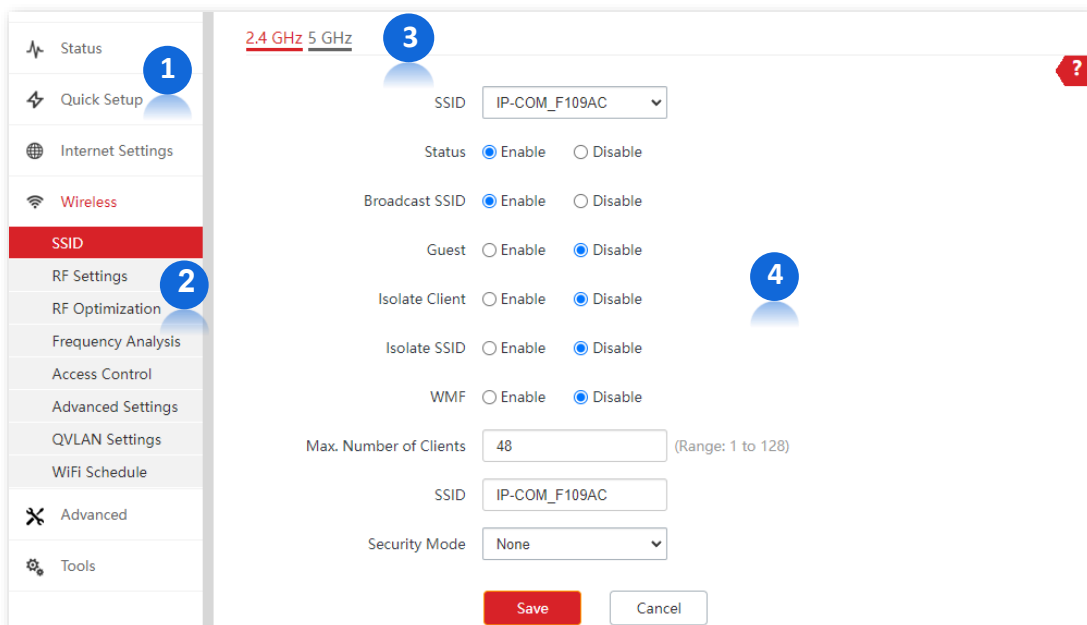 Status
1
Quick Setup
Internet Settings
Wireless
SSID
RF Settings
2
RF Optimization
Frequency Analysis
Access Control
Advanced Settings
QVLAN Settings
WiFi Schedule
Advanced
Tools
2.4 GHz 5 GHz
3
?
SSID IP-COM_F109AC
Status Enable Disable
Broadcast SSID Enable Disable
Guest Enable Disable
4
Isolate Client Enable Disable
Isolate SSID Enable Disable
WMF Enable Disable
Max. Number of Clients 48 (Range: 1 to 128)
SSID IP-COM_F109AC
Security Mode None
Save Cancel